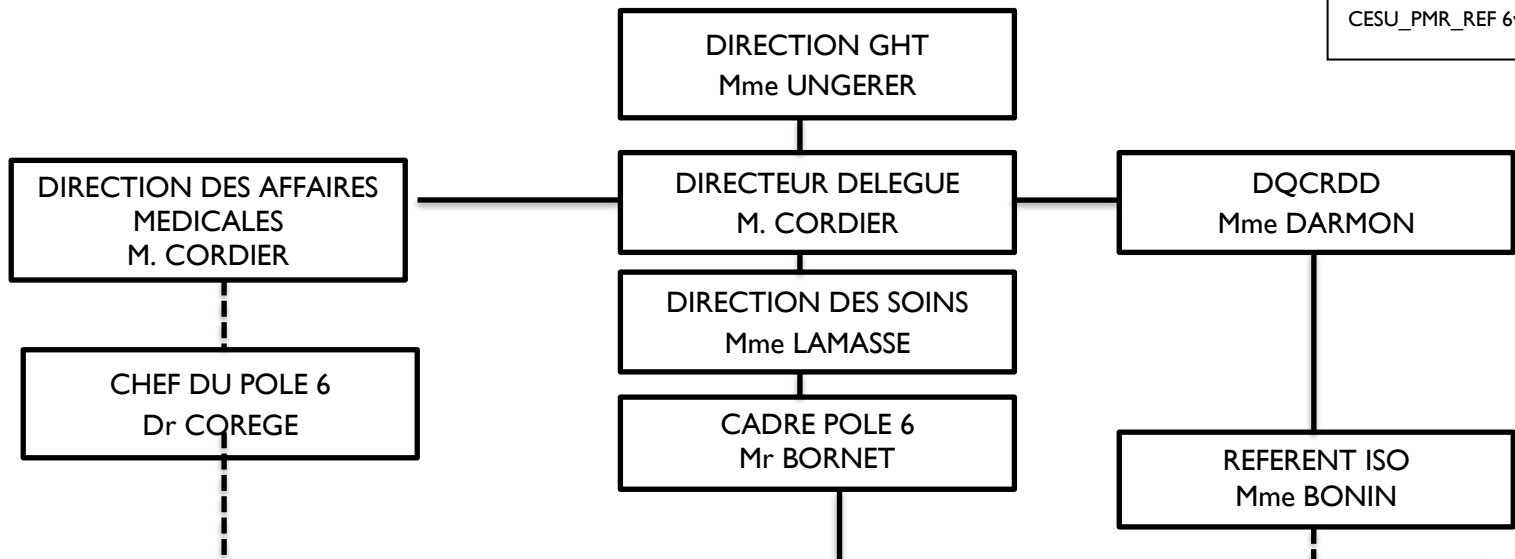 CESU_PMR_REF 6
DIRECTION GHT
Mme UNGERER
DIRECTION DES AFFAIRES
MEDICALES
M. CORDIER
DIRECTEUR DELEGUE
M. CORDIER
DQCRDD
Mme DARMON
DIRECTION DES SOINS
Mme LAMASSE
CHEF DU POLE 6
Dr COREGE
CADRE POLE 6
Mr BORNET
REFERENT ISO
Mme BONIN